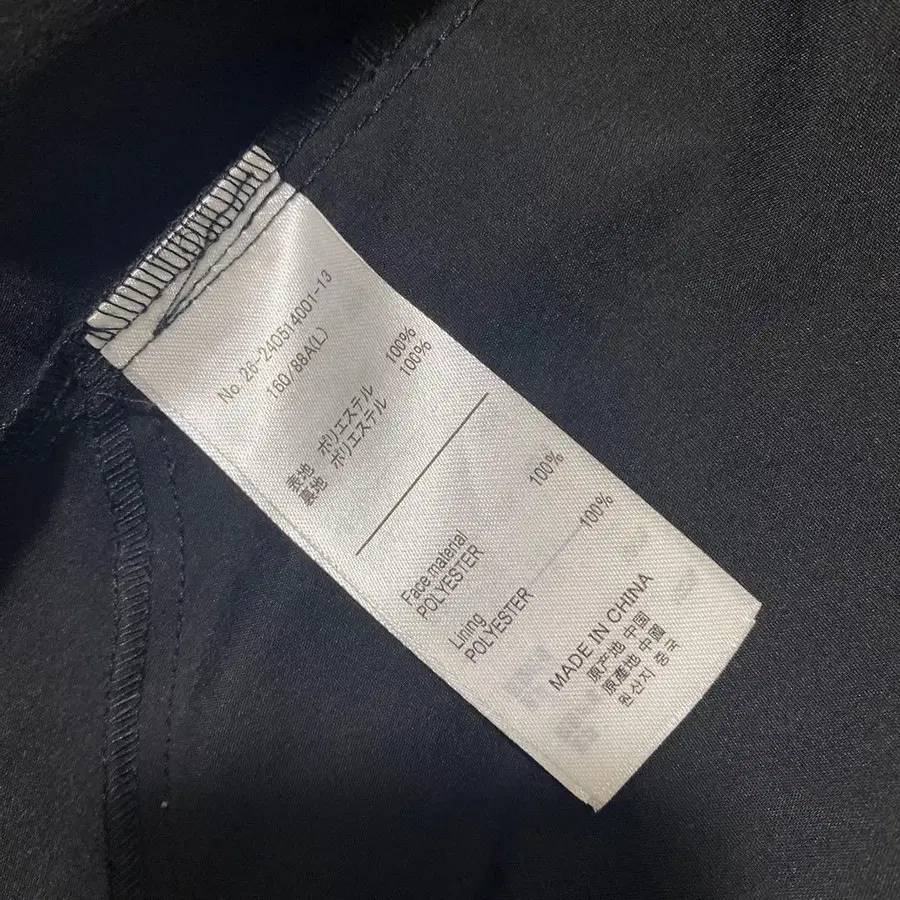 No. 26-240514001-13
160/88A(L)
表地 ポリエステル 100%
裏地 ポリエステル 100%
Face material
POLYESTER 100%
Lining
POLYESTER 100%
MADE IN CHINA
原产地 中国
原產地 中國
원산지 중국